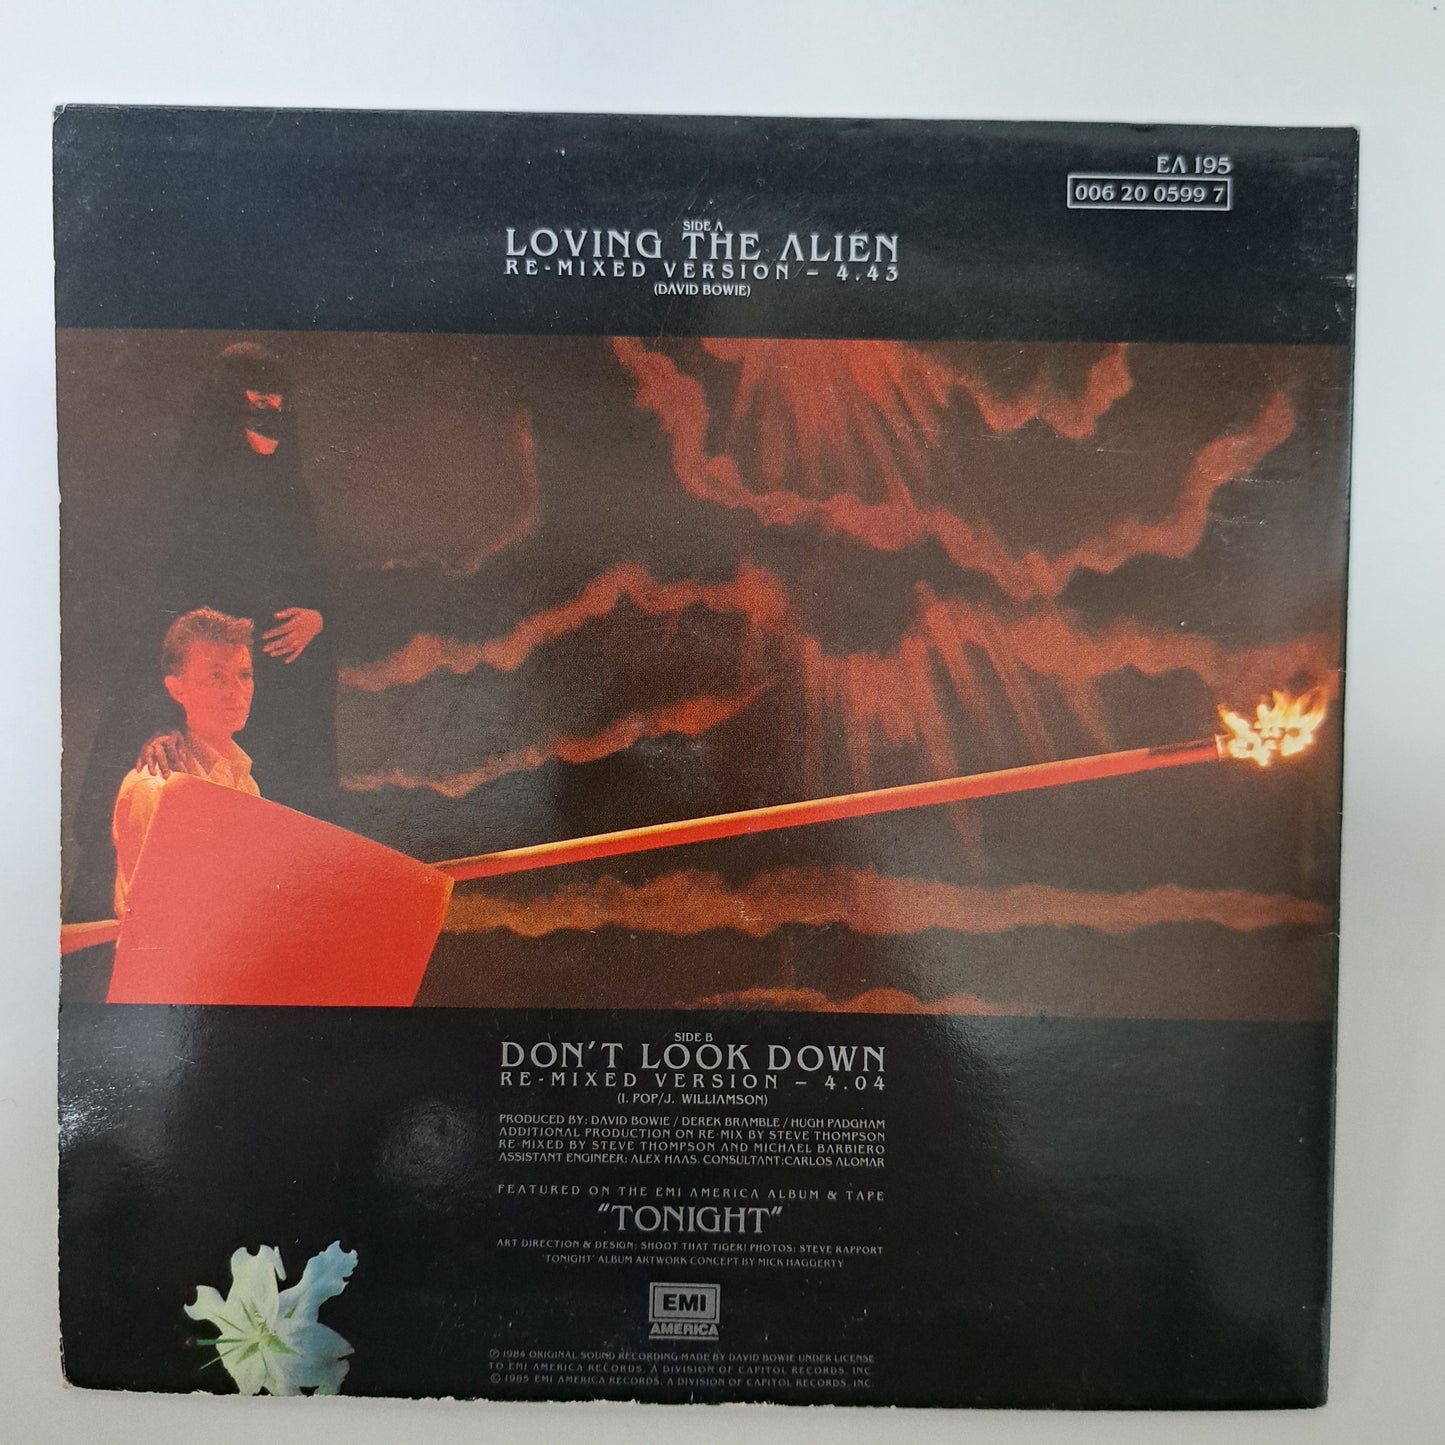 EA 195
006 20 0599 7
SIDE A
LOVING THE ALIEN
RE-MIXED VERSION – 4.43
(DAVID BOWIE)
SIDE B
DON'T LOOK DOWN
RE-MIXED VERSION – 4.04
(I. POP/J. WILLIAMSON)
PRODUCED BY: DAVID BOWIE / DEREK BRAMBLE / HUGH PADGHAM
ADDITIONAL PRODUCTION ON RE-MIX BY STEVE THOMPSON
RE-MIXED BY STEVE THOMPSON AND MICHAEL BARBIERO
ASSISTANT ENGINEER: ALEX HAAS. CONSULTANT: CARLOS ALOMAR
FEATURED ON THE EMI AMERICA ALBUM & TAPE
"TONIGHT"
ART DIRECTION & DESIGN: SHOOT THAT TIGER! PHOTOS: STEVE RAPPORT
"TONIGHT" ALBUM ARTWORK CONCEPT BY MICK HAGGERTY
EMI
AMERICA
℗ 1984 ORIGINAL SOUND RECORDING MADE BY DAVID BOWIE UNDER LICENSE
TO EMI AMERICA RECORDS, A DIVISION OF CAPITOL RECORDS, INC
© 1985 EMI AMERICA RECORDS, A DIVISION OF CAPITOL RECORDS, INC.